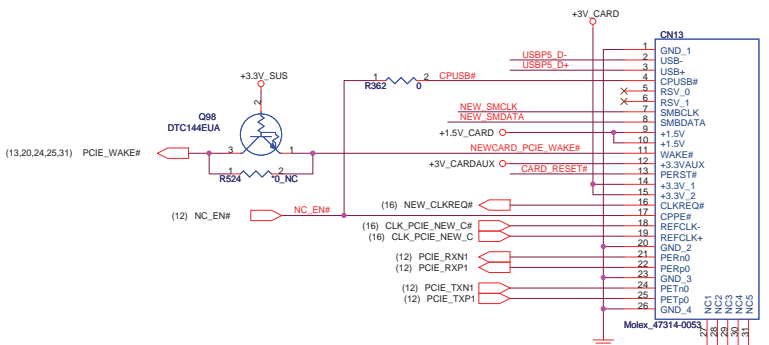 +3V_CARD
CN13
1 GND_1
USBP5_D- 2 USB-
USBP5_D+ 3 USB+
1 2 CPUSB# 4 CPUSB#
R362 0
5 RSV_0
6 RSV_1
+3.3V_SUS
2
NEW_SMCLK 7 SMBCLK
NEW_SMDATA 8 SMBDATA
Q98
DTC144EUA
+1.5V_CARD 9 +1.5V
10 +1.5V
(13,20,24,25,31) PCIE_WAKE# 3 1 NEWCARD_PCIE_WAKE# 11 WAKE#
+3V_CARDAUX 12 +3.3VAUX
1 2
R524 *0_NC
CARD_RESET# 13 PERST#
14 +3.3V_1
15 +3.3V_2
(16) NEW_CLKREQ# 16 CLKREQ#
(12) NC_EN# NC_EN# 17 CPPE#
(16) CLK_PCIE_NEW_C# 18 REFCLK-
(16) CLK_PCIE_NEW_C 19 REFCLK+
20 GND_2
(12) PCIE_RXN1 21 PERn0
(12) PCIE_RXP1 22 PERp0
23 GND_3
(12) PCIE_TXN1 24 PETn0
(12) PCIE_TXP1 25 PETp0
26 GND_4
NC1 NC2 NC3 NC4 NC5
Molex_47314-0053
27 28 29 30 31